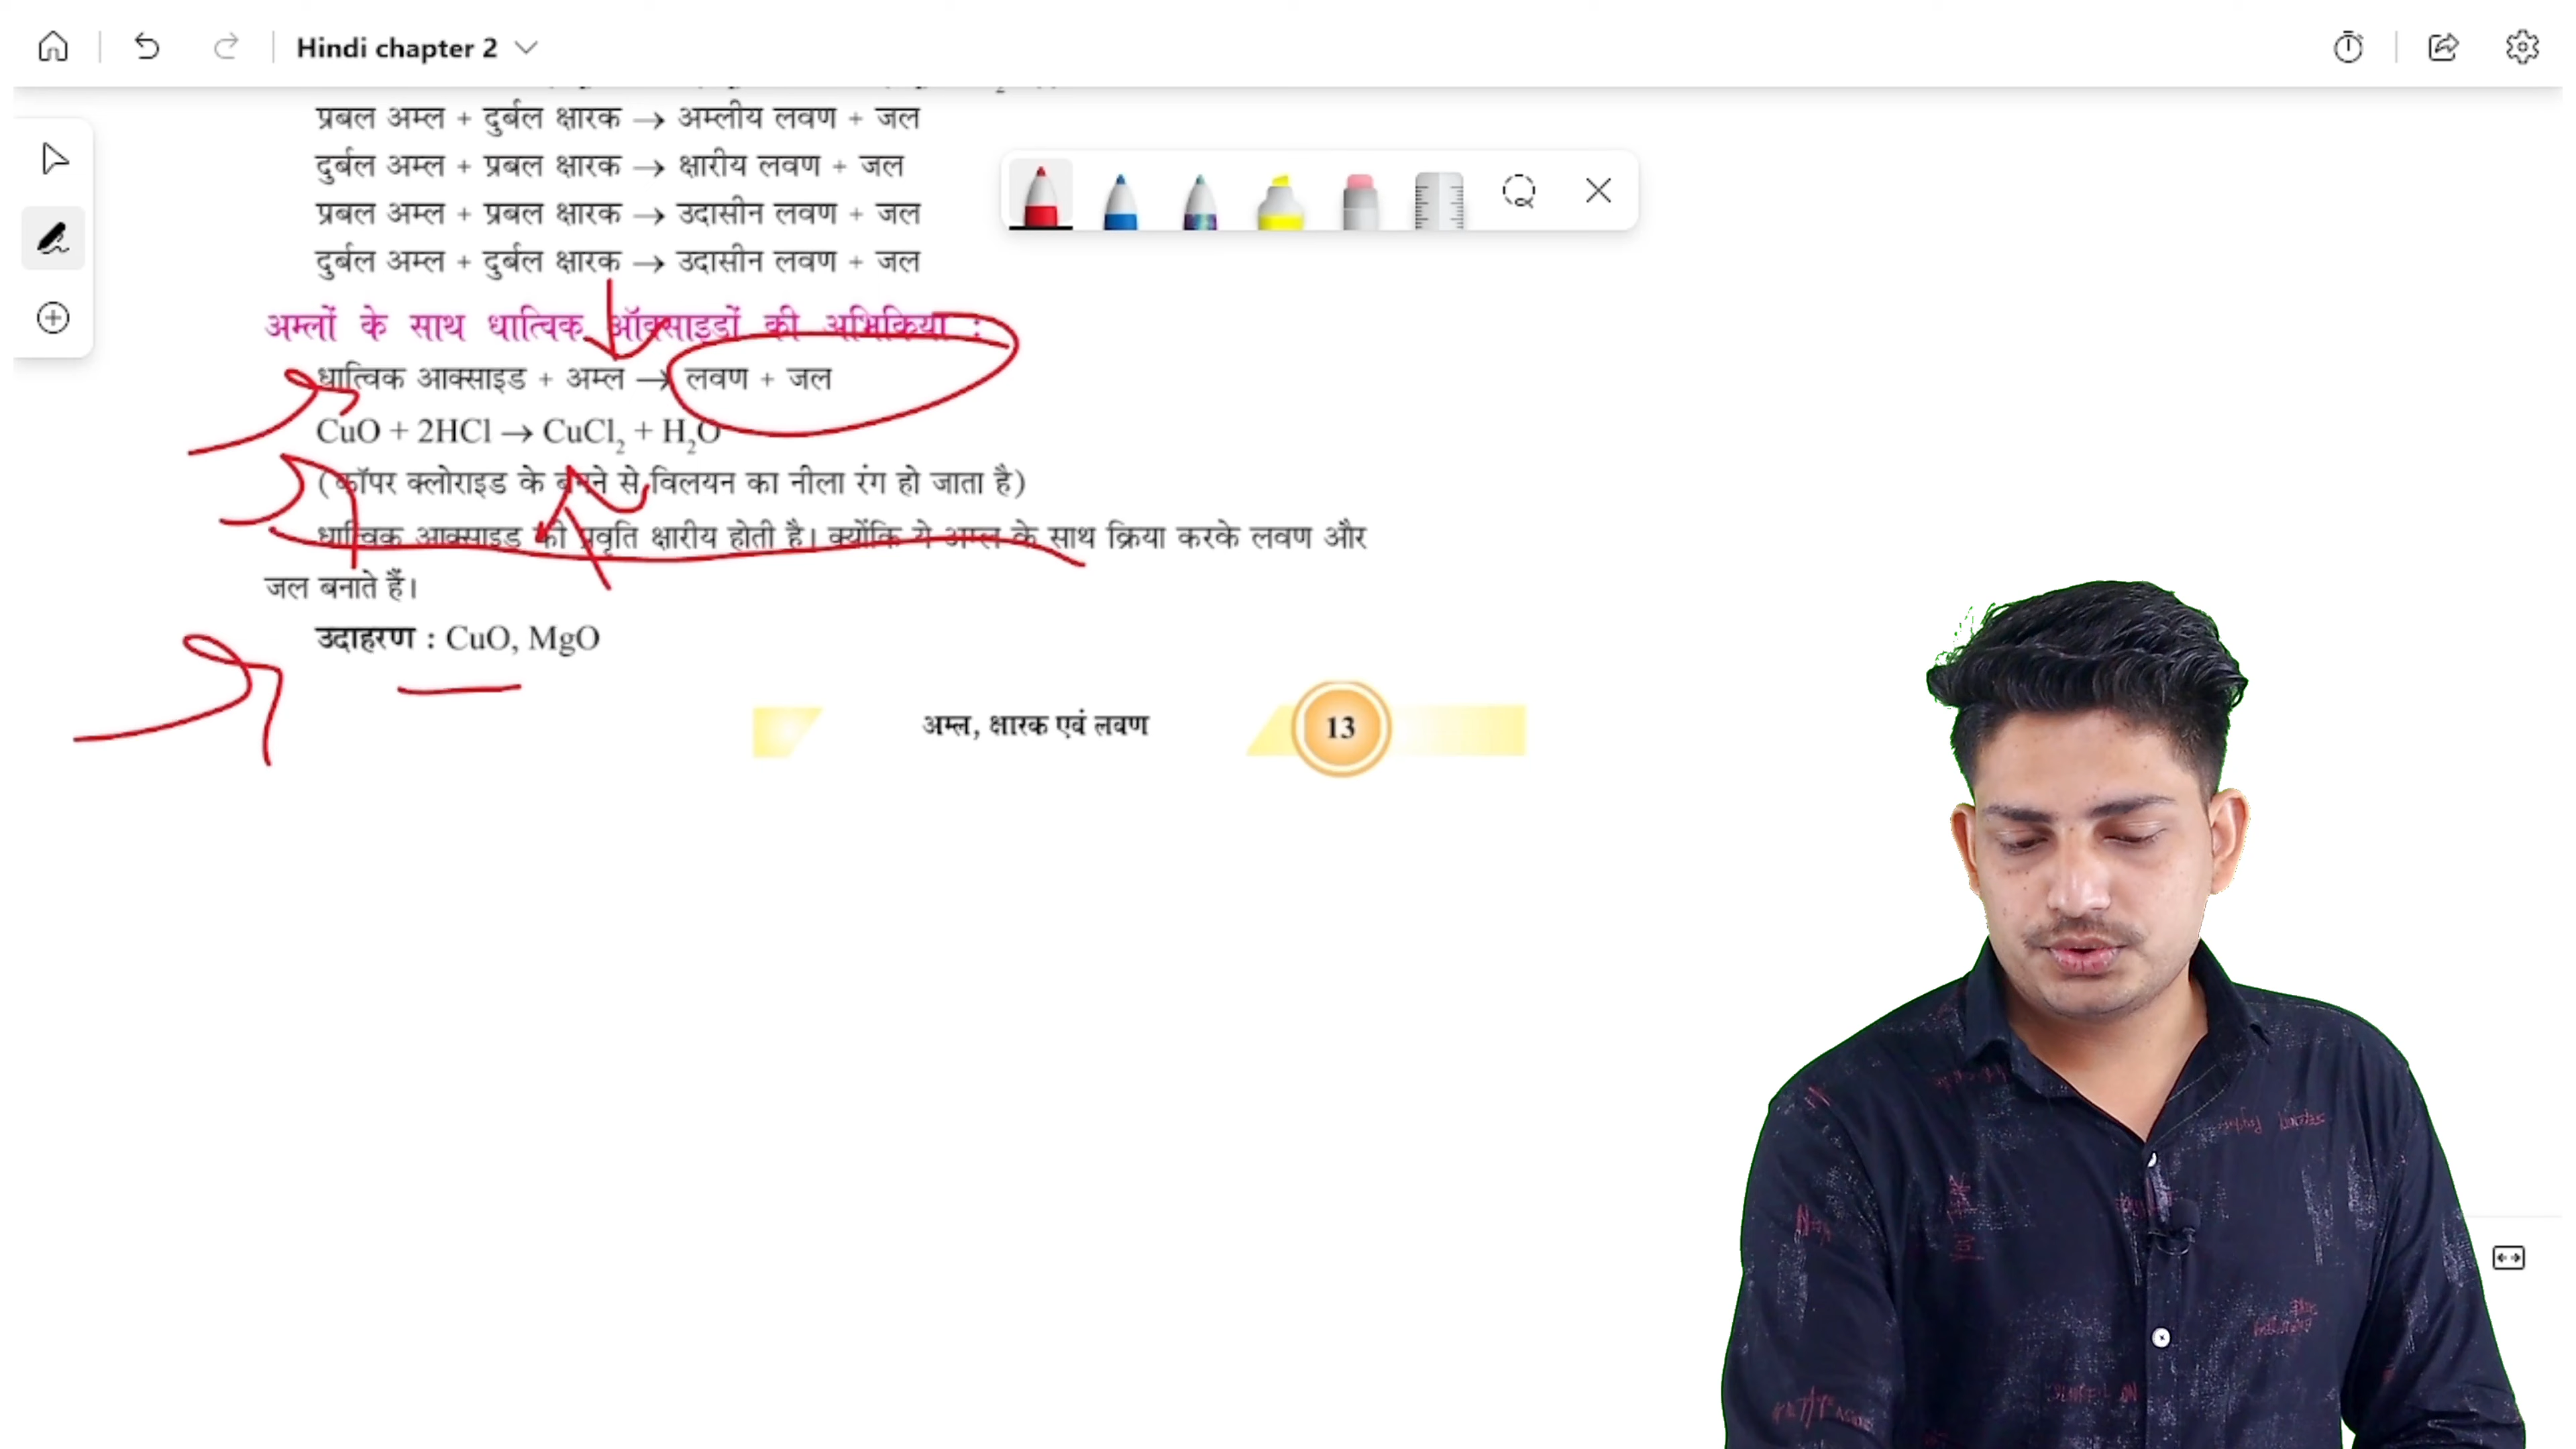 Hindi chapter 2
प्रबल अम्ल + दुर्बल क्षारक → अम्लीय लवण + जल
दुर्बल अम्ल + प्रबल क्षारक → क्षारीय लवण + जल
प्रबल अम्ल + प्रबल क्षारक → उदासीन लवण + जल
दुर्बल अम्ल + दुर्बल क्षारक → उदासीन लवण + जल
अम्लों के साथ धात्विक ऑक्साइडों की अभिक्रिया :
धात्विक आक्साइड + अम्ल → लवण + जल
CuO + 2HCl → CuCl₂ + H₂O
(कॉपर क्लोराइड के बनने से विलयन का नीला रंग हो जाता है)
धात्विक आक्साइड की प्रवृति क्षारीय होती है। क्योंकि ये अम्ल के साथ क्रिया करके लवण और
जल बनाते हैं।
उदाहरण : CuO, MgO
अम्ल, क्षारक एवं लवण 13